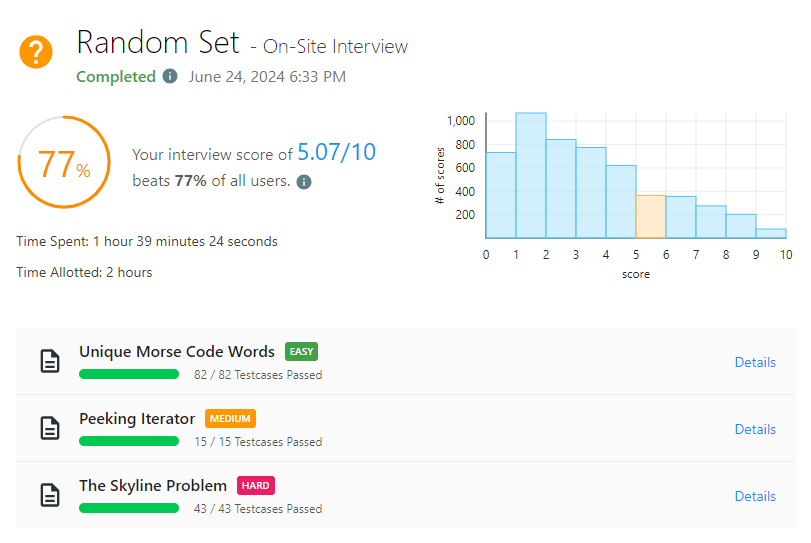 Random Set - On-Site Interview
Completed June 24, 2024 6:33 PM
77%
Your interview score of 5.07/10
beats 77% of all users.
Time Spent: 1 hour 39 minutes 24 seconds
Time Allotted: 2 hours
# of scores
1,000
800
600
400
200
0 1 2 3 4 5 6 7 8 9 10
score
Unique Morse Code Words EASY
82 / 82 Testcases Passed
Details
Peeking Iterator MEDIUM
15 / 15 Testcases Passed
Details
The Skyline Problem HARD
43 / 43 Testcases Passed
Details